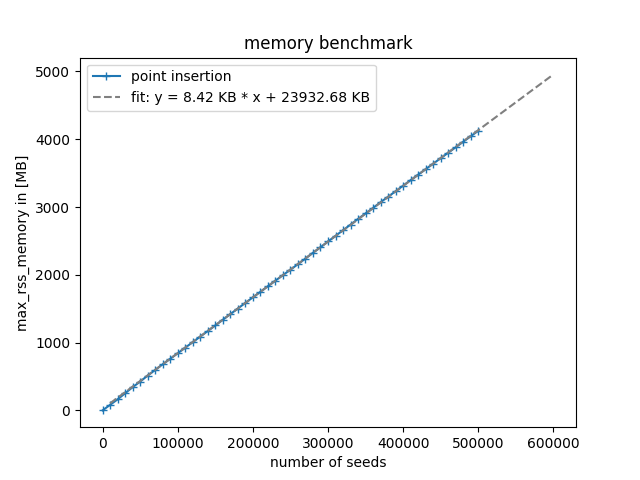 memory benchmark
point insertion
fit: y = 8.42 KB * x + 23932.68 KB
max_rss_memory in [MB]
5000
4000
3000
2000
1000
0
0 100000 200000 300000 400000 500000 600000
number of seeds